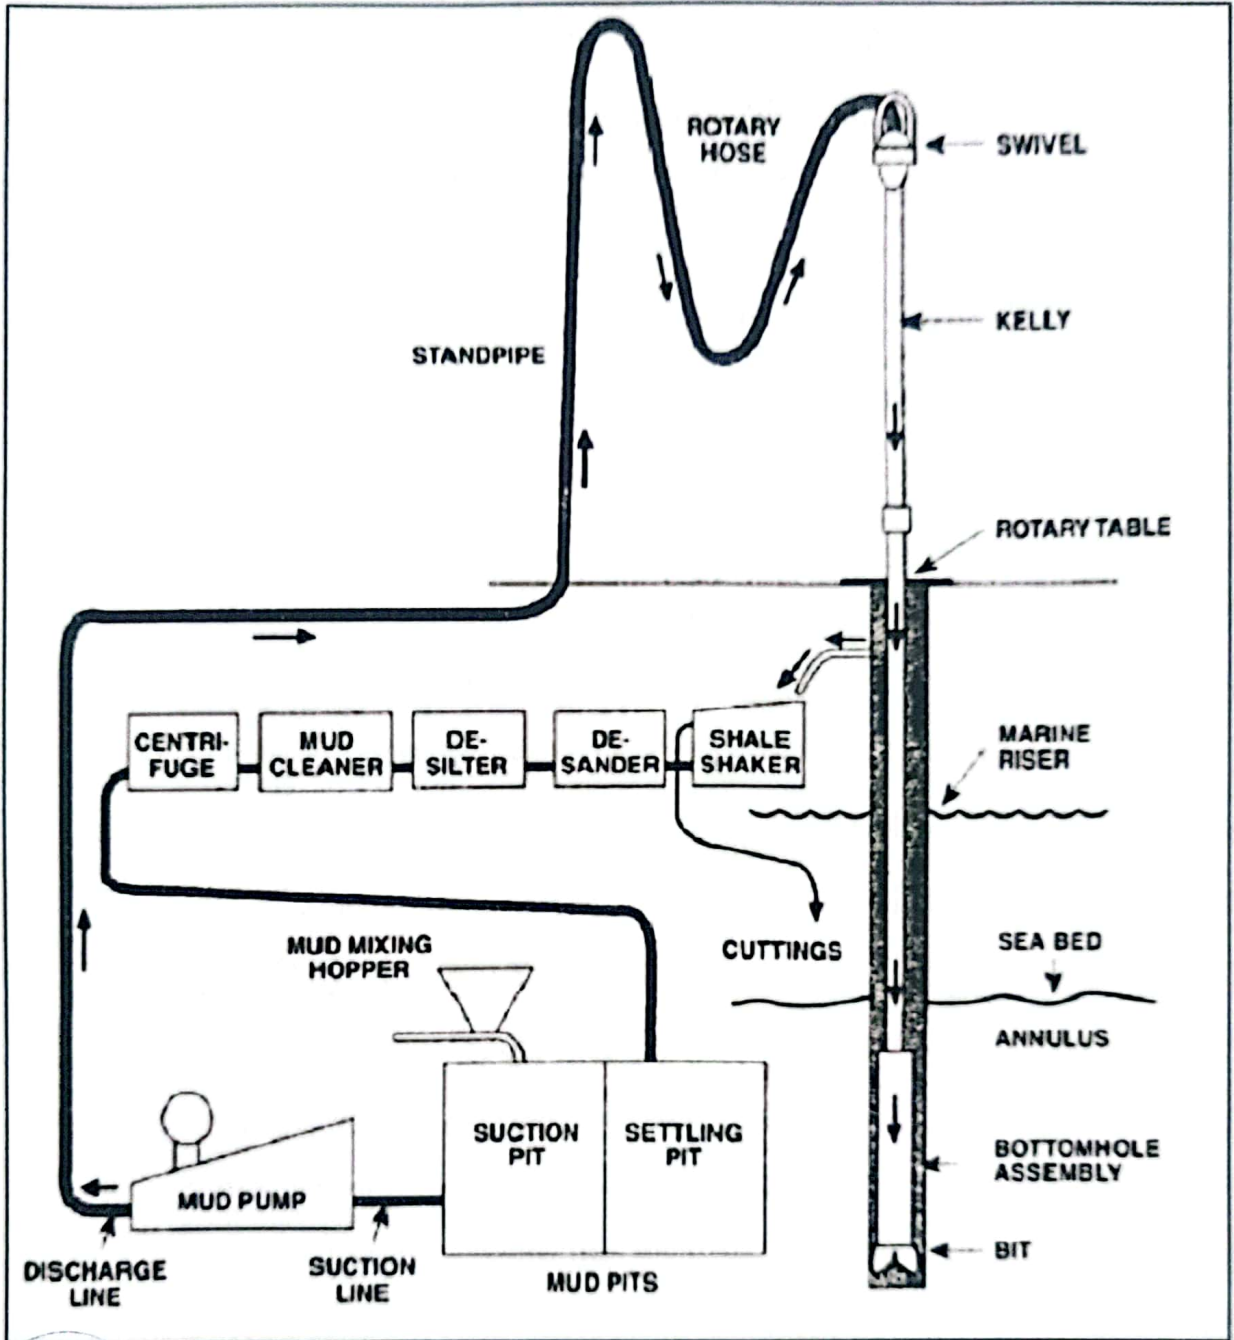 ROTARY
HOSE
SWIVEL
KELLY
STANDPIPE
ROTARY TABLE
MARINE
RISER
CENTRI-
FUGE
MUD
CLEANER
DE-
SILTER
DE-
SANDER
SHALE
SHAKER
MUD MIXING
HOPPER
CUTTINGS
SEA BED
ANNULUS
SUCTION
PIT
SETTLING
PIT
BOTTOMHOLE
ASSEMBLY
MUD PUMP
BIT
DISCHARGE
LINE
SUCTION
LINE
MUD PITS